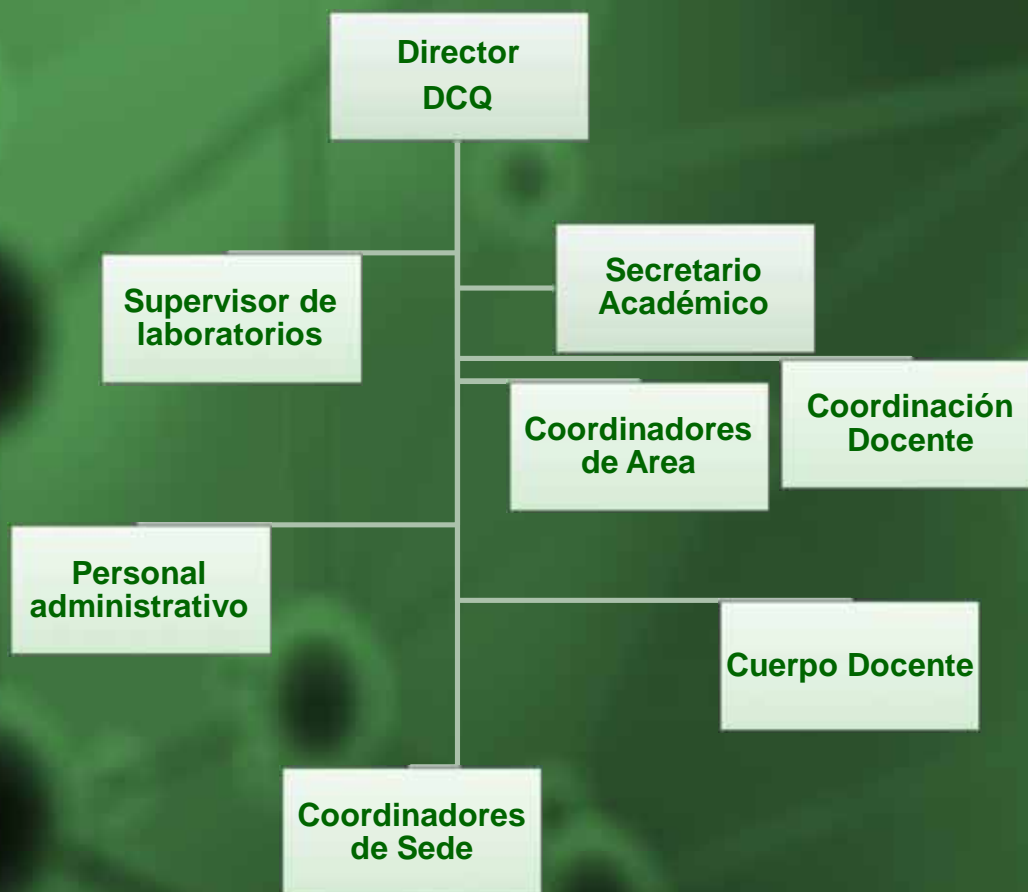 Director
DCQ
Secretario
Académico
Supervisor de
laboratorios
Coordinación
Docente
Coordinadores
de Area
Personal
administrativo
Cuerpo Docente
Coordinadores
de Sede